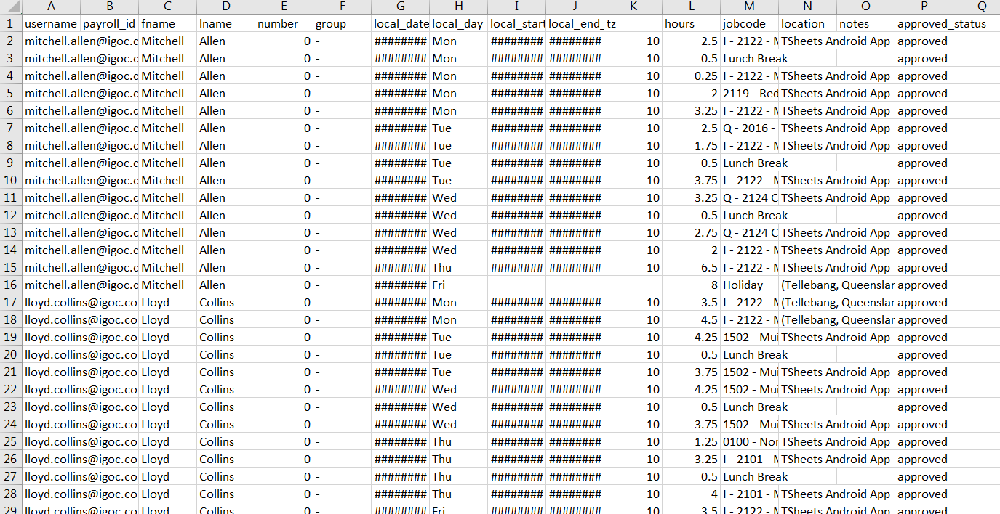 A B C D E F G H I J K L M N O P Q
1 username payroll_id fname lname number group local_date local_day local_start local_end_ tz hours jobcode location notes approved_status
2 mitchell.allen@igoc.c Mitchell Allen 0 - ######## Mon ######## ######## 10 2.5 I - 2122 - M TSheets Android App approved
3 mitchell.allen@igoc.c Mitchell Allen 0 - ######## Mon ######## ######## 10 0.5 Lunch Break approved
4 mitchell.allen@igoc.c Mitchell Allen 0 - ######## Mon ######## ######## 10 0.25 I - 2122 - M TSheets Android App approved
5 mitchell.allen@igoc.c Mitchell Allen 0 - ######## Mon ######## ######## 10 2 2119 - Red TSheets Android App approved
6 mitchell.allen@igoc.c Mitchell Allen 0 - ######## Mon ######## ######## 10 3.25 I - 2122 - M TSheets Android App approved
7 mitchell.allen@igoc.c Mitchell Allen 0 - ######## Tue ######## ######## 10 2.5 Q - 2016 - TSheets Android App approved
8 mitchell.allen@igoc.c Mitchell Allen 0 - ######## Tue ######## ######## 10 1.75 I - 2122 - M TSheets Android App approved
9 mitchell.allen@igoc.c Mitchell Allen 0 - ######## Tue ######## ######## 10 0.5 Lunch Break approved
10 mitchell.allen@igoc.c Mitchell Allen 0 - ######## Tue ######## ######## 10 3.75 I - 2122 - M TSheets Android App approved
11 mitchell.allen@igoc.c Mitchell Allen 0 - ######## Wed ######## ######## 10 3.25 Q - 2124 C TSheets Android App approved
12 mitchell.allen@igoc.c Mitchell Allen 0 - ######## Wed ######## ######## 10 0.5 Lunch Break approved
13 mitchell.allen@igoc.c Mitchell Allen 0 - ######## Wed ######## ######## 10 2.75 Q - 2124 C TSheets Android App approved
14 mitchell.allen@igoc.c Mitchell Allen 0 - ######## Wed ######## ######## 10 2 I - 2122 - M TSheets Android App approved
15 mitchell.allen@igoc.c Mitchell Allen 0 - ######## Thu ######## ######## 10 6.5 I - 2122 - M TSheets Android App approved
16 mitchell.allen@igoc.c Mitchell Allen 0 - ######## Fri 8 Holiday (Tellebang, Queenslar approved
17 lloyd.collins@igoc.co Lloyd Collins 0 - ######## Mon ######## ######## 10 3.5 I - 2122 - M (Tellebang, Queenslar approved
18 lloyd.collins@igoc.co Lloyd Collins 0 - ######## Mon ######## ######## 10 4.5 I - 2122 - M (Tellebang, Queenslar approved
19 lloyd.collins@igoc.co Lloyd Collins 0 - ######## Tue ######## ######## 10 4.25 1502 - Mui TSheets Android App approved
20 lloyd.collins@igoc.co Lloyd Collins 0 - ######## Tue ######## ######## 10 0.5 Lunch Break approved
21 lloyd.collins@igoc.co Lloyd Collins 0 - ######## Tue ######## ######## 10 3.75 1502 - Mui TSheets Android App approved
22 lloyd.collins@igoc.co Lloyd Collins 0 - ######## Wed ######## ######## 10 4.25 1502 - Mui TSheets Android App approved
23 lloyd.collins@igoc.co Lloyd Collins 0 - ######## Wed ######## ######## 10 0.5 Lunch Break approved
24 lloyd.collins@igoc.co Lloyd Collins 0 - ######## Wed ######## ######## 10 3.75 1502 - Mui TSheets Android App approved
25 lloyd.collins@igoc.co Lloyd Collins 0 - ######## Thu ######## ######## 10 1.25 0100 - Nor TSheets Android App approved
26 lloyd.collins@igoc.co Lloyd Collins 0 - ######## Thu ######## ######## 10 3.25 I - 2101 - M TSheets Android App approved
27 lloyd.collins@igoc.co Lloyd Collins 0 - ######## Thu ######## ######## 10 0.5 Lunch Break approved
28 lloyd.collins@igoc.co Lloyd Collins 0 - ######## Thu ######## ######## 10 4 I - 2101 - M TSheets Android App approved
29 lloyd.collins@igoc.co Lloyd Collins 0 - ######## Fri ######## ######## 10 3.5 I - 2122 - M TSheets Android App approved